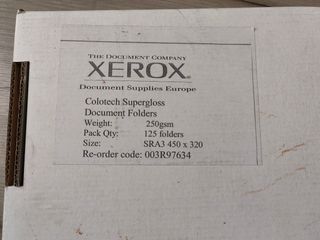 THE DOCUMENT COMPANY
XEROX®
Document Supplies Europe
Colotech Supergloss
Document Folders
Weight: 250gsm
Pack Qty: 125 folders
Size: SRA3 450 x 320
Re-order code: 003R97634